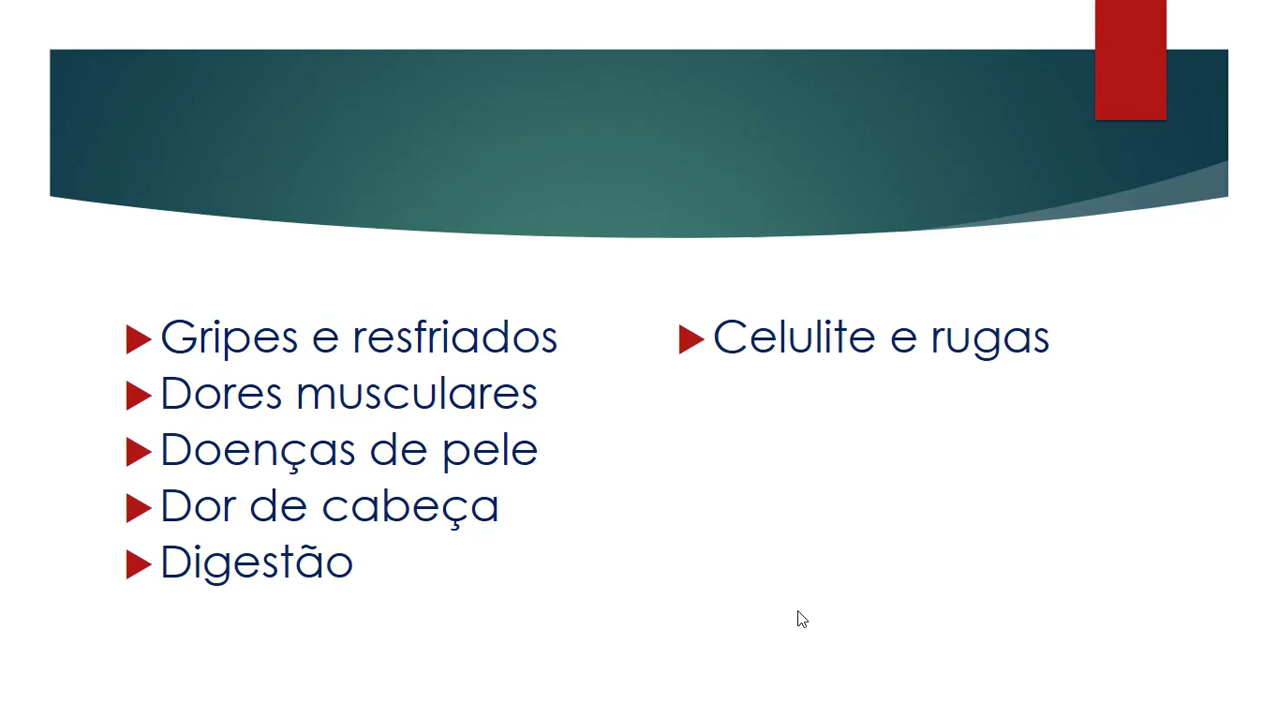 Gripes e resfriados
Dores musculares
Doenças de pele
Dor de cabeça
Digestão
Celulite e rugas